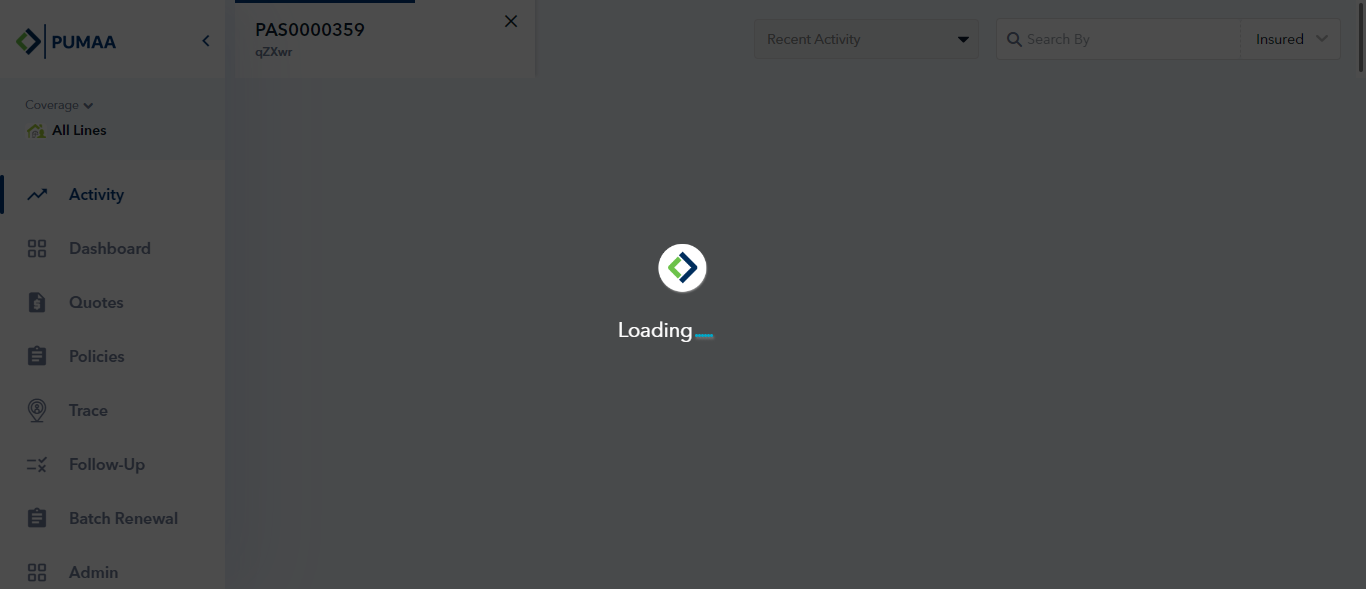 PUMAA
PAS0000359
qZXwr
Recent Activity
Search By
Insured
Coverage
All Lines
Activity
Dashboard
Quotes
Policies
Trace
Follow-Up
Batch Renewal
Admin
Loading